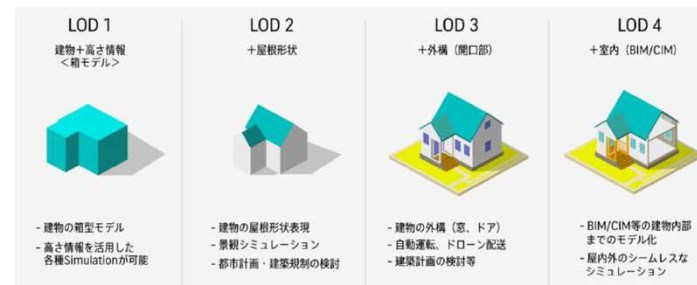 LOD 1
建物+高さ情報
<箱モデル>
- 建物の箱型モデル
- 高さ情報を活用した
各種Simulationが可能
LOD 2
+屋根形状
- 建物の屋根形状表現
- 景観シミュレーション
- 都市計画・建築規制の検討
LOD 3
+外構（開口部）
- 建物の外構（窓、ドア）
- 自動運転、ドローン配送
- 建築計画の検討等
LOD 4
+室内（BIM/CIM）
- BIM/CIM等の建物内部
までのモデル化
- 屋内外のシームレスな
シミュレーション